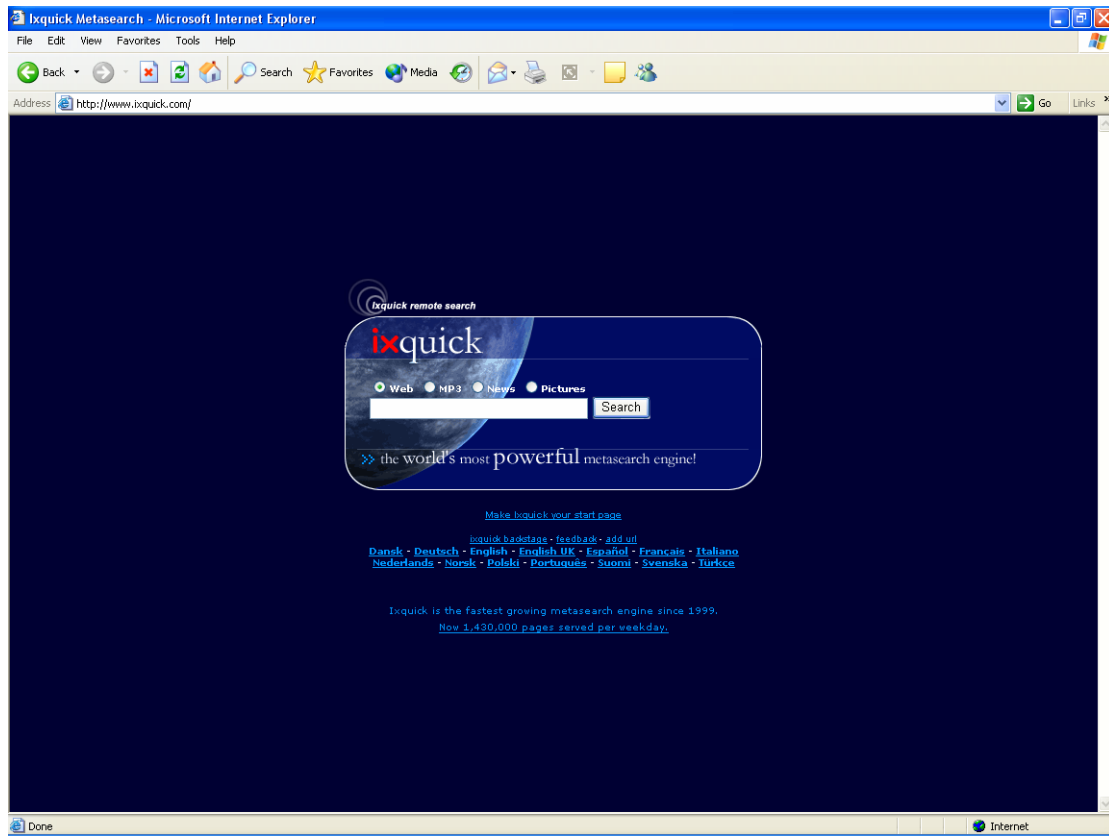 Ixquick Metasearch - Microsoft Internet Explorer
File Edit View Favorites Tools Help
Back Search Favorites Media
Address http://www.ixquick.com/ Go Links »
Ixquick remote search
ixquick
Web MP3 News Pictures
Search
>> the world's most powerful metasearch engine!
Make Ixquick your start page
ixquick backstage - feedback - add url
Dansk - Deutsch - English - English UK - Español - Français - Italiano
Nederlands - Norsk - Polski - Português - Suomi - Svenska - Türkçe
Ixquick is the fastest growing metasearch engine since 1999.
Now 1,430,000 pages served per weekday.
Done Internet